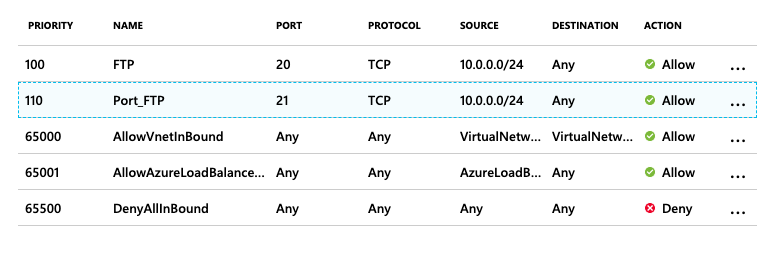 PRIORITY NAME PORT PROTOCOL SOURCE DESTINATION ACTION
100 FTP 20 TCP 10.0.0.0/24 Any Allow ...
110 Port_FTP 21 TCP 10.0.0.0/24 Any Allow ...
65000 AllowVnetInBound Any Any VirtualNetw... VirtualNetw... Allow ...
65001 AllowAzureLoadBalance... Any Any AzureLoadB... Any Allow ...
65500 DenyAllInBound Any Any Any Any Deny ...